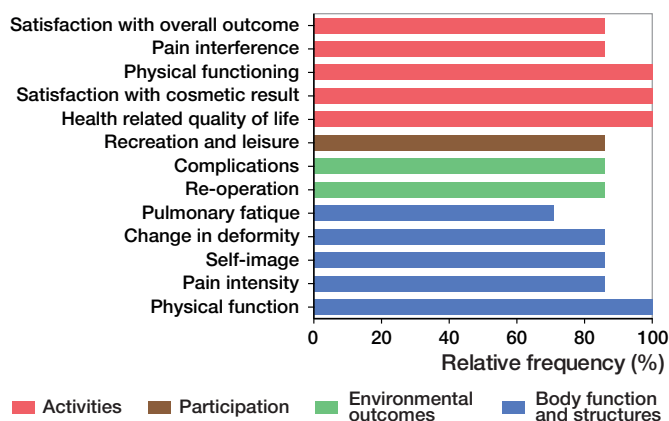 Satisfaction with overall outcome
Pain interference
Physical functioning
Satisfaction with cosmetic result
Health related quality of life
Recreation and leisure
Complications
Re-operation
Pulmonary fatique
Change in deformity
Self-image
Pain intensity
Physical function
0 20 40 60 80 100
Relative frequency (%)
Activities Participation Environmental outcomes Body function and structures